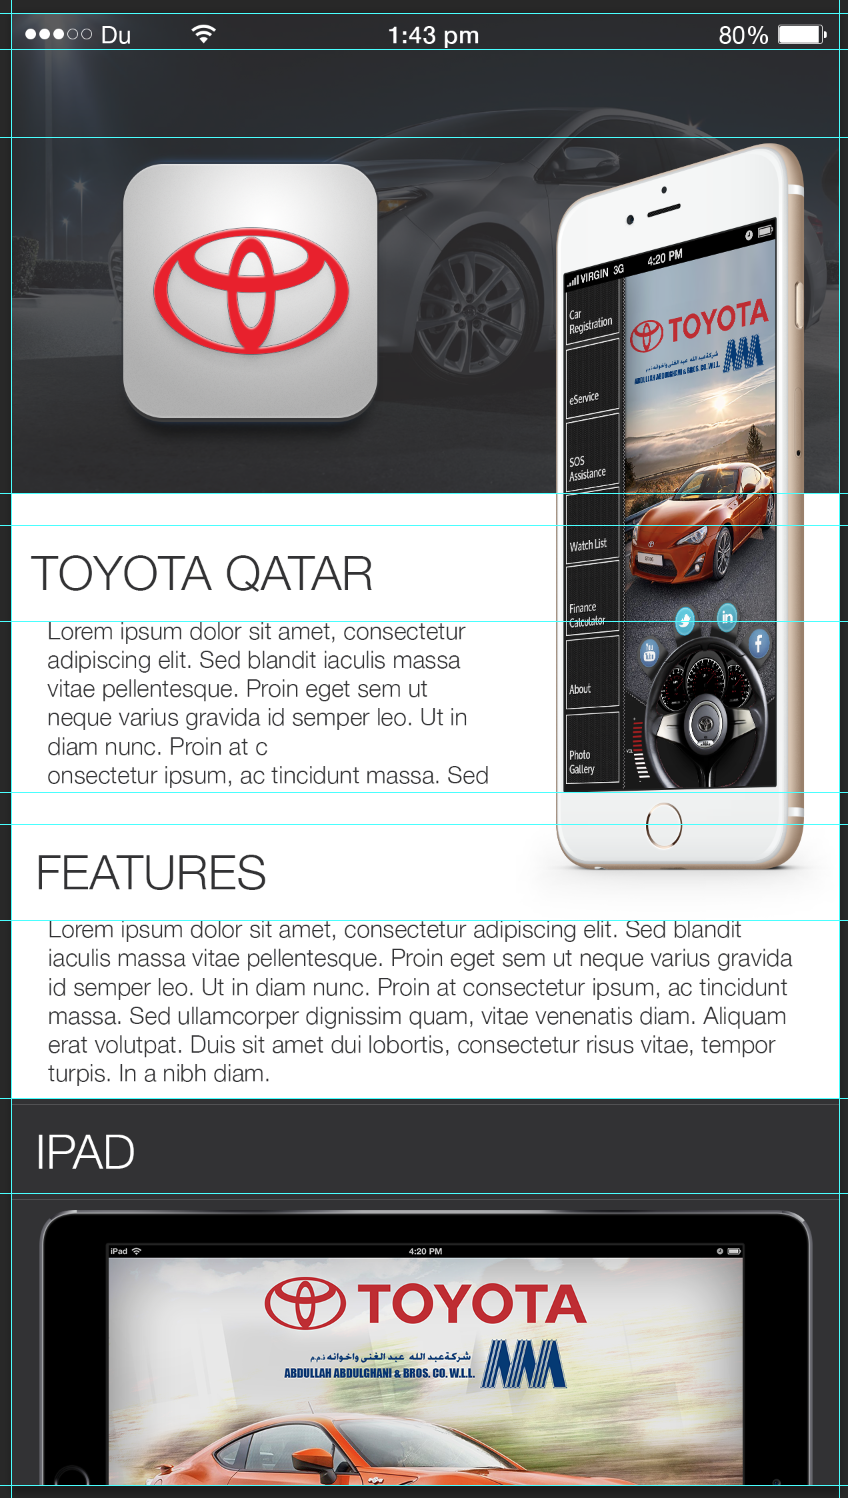 Du
1:43 pm
80%
VIRGIN 3G
4:20 PM
Car
Registration
eService
SOS
Assistance
Watch List
Finance
Calculator
About
Photo
Gallery
TOYOTA
شركة عبد الله عبد الغني واخوانه ذ.م.م
ABDULLAH ABDULGHANI & BROS. CO. W.L.L.
You
Tube
in
f
TOYOTA QATAR
Lorem ipsum dolor sit amet, consectetur
adipiscing elit. Sed blandit iaculis massa
vitae pellentesque. Proin eget sem ut
neque varius gravida id semper leo. Ut in
diam nunc. Proin at c
onsectetur ipsum, ac tincidunt massa. Sed
FEATURES
Lorem ipsum dolor sit amet, consectetur adipiscing elit. Sed blandit
iaculis massa vitae pellentesque. Proin eget sem ut neque varius gravida
id semper leo. Ut in diam nunc. Proin at consectetur ipsum, ac tincidunt
massa. Sed ullamcorper dignissim quam, vitae venenatis diam. Aliquam
erat volutpat. Duis sit amet dui lobortis, consectetur risus vitae, tempor
turpis. In a nibh diam.
IPAD
iPad
4:20 PM
TOYOTA
شركة عبد الله عبد الغني واخوانه ذ.م.م
ABDULLAH ABDULGHANI & BROS. CO. W.L.L.